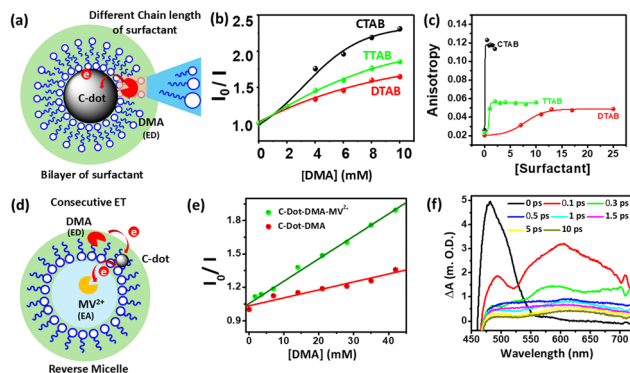 (a)
Different Chain length
of surfactant
e
C-dot
DMA
(ED)
Bilayer of surfactant
(b)
CTAB
TTAB
DTAB
I0 / I
2.5
2.0
1.5
1.0
0 2 4 6 8 10
[DMA] (mM)
(c)
CTAB
TTAB
DTAB
Anisotropy
0.12
0.10
0.08
0.06
0.04
0.02
0 5 10 15 20 25
[Surfactant]
(d)
Consecutive ET
DMA
(ED)
e
C-dot
e
MV2+
(EA)
Reverse Micelle
(e)
C-Dot-DMA-MV2-
C-Dot-DMA
I0/ I
1.8
1.5
1.2
0.9
0 10 20 30 40
[DMA] (mM)
(f)
0 ps 0.1 ps 0.3 ps
0.5 ps 1 ps 1.5 ps
5 ps 10 ps
ΔA (m. O.D.)
5
4
3
2
1
0
450 500 550 600 650 700
Wavelength (nm)